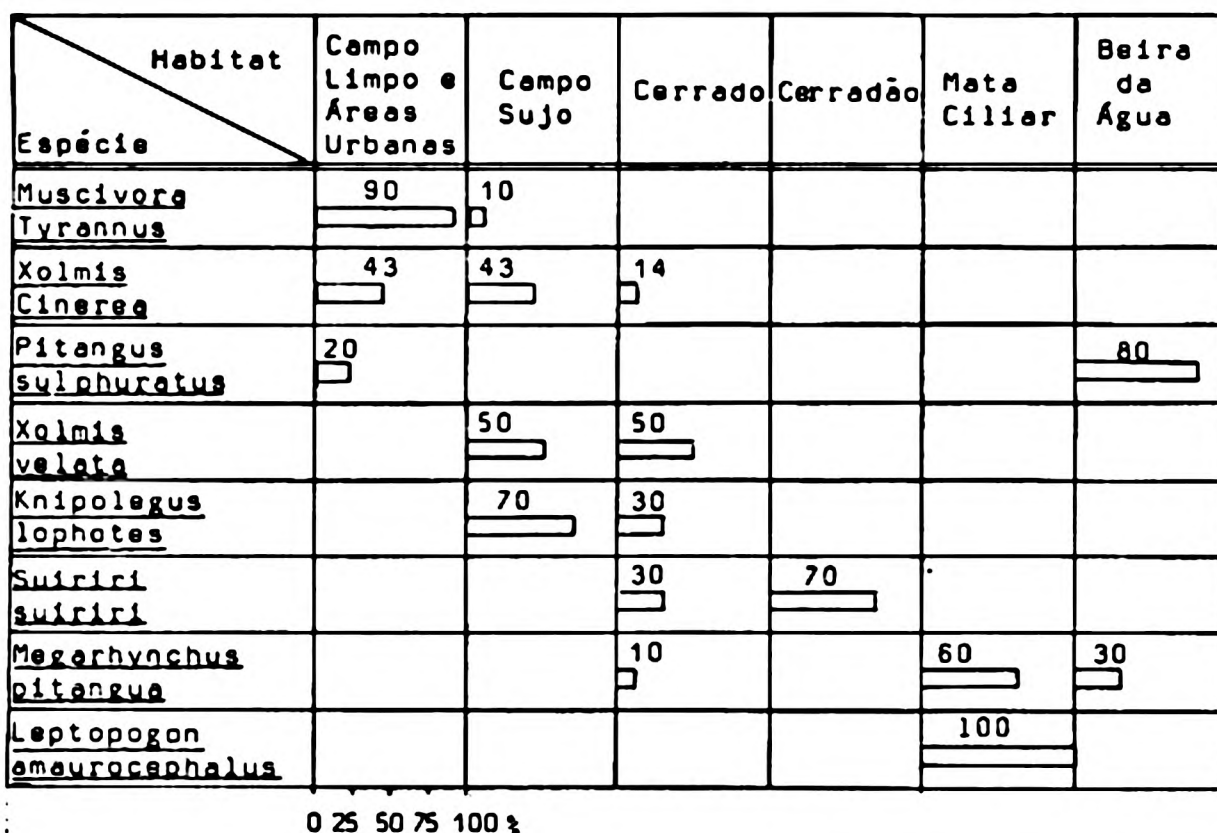 Habitat
Espécie
Campo
Limpo e
Áreas
Urbanas
Campo
Sujo
Cerrado
Cerradão
Mata
Ciliar
Beira
da
Água
Muscivora
Tyrannus
90
10
Xolmis
Cinerea
43
43
14
Pitangus
sulphuratus
20
80
Xolmis
velata
50
50
Knipolegus
lophotes
70
30
Suiriri
suiriri
30
70
Megarhynchus
pitangua
10
60
30
Leptopogon
amaurocephalus
100
0 25 50 75 100 %